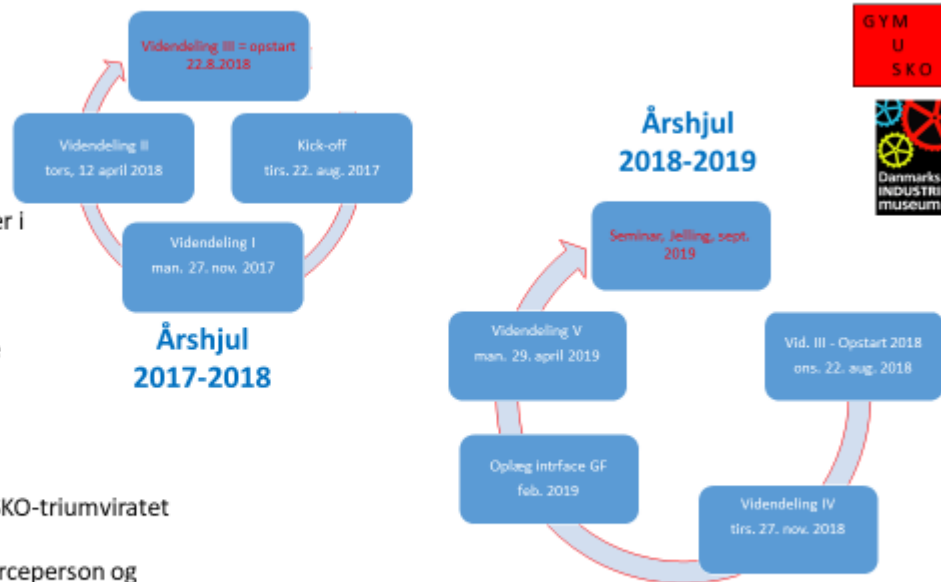 Videndeling III = opstart
22.8.2018
Videndeling II
tors, 12 april 2018
Kick-off
tirs. 22. aug. 2017
Videndeling I
man. 27. nov. 2017
Årshjul
2017-2018
er i
KO-triumviratet
rceperson og
GYM
U
SKO
Danmarks
INDUSTRI
museum
Årshjul
2018-2019
Seminar, Jelling, sept.
2019
Videndeling V
man. 29. april 2019
Vid. III - Opstart 2018
ons. 22. aug. 2018
Oplæg intrface GF
feb. 2019
Videndeling IV
tirs. 27. nov. 2018